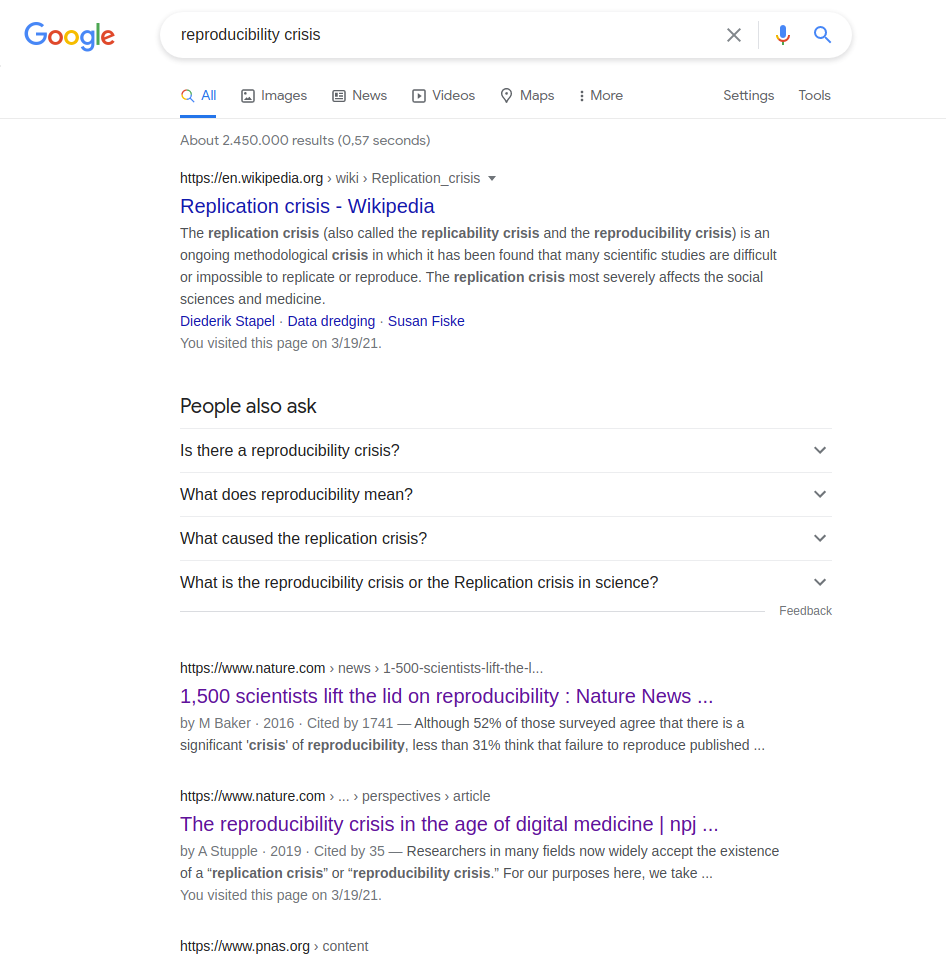 Google
reproducibility crisis
All Images News Videos Maps More Settings Tools
About 2.450.000 results (0,57 seconds)
https://en.wikipedia.org › wiki › Replication_crisis
Replication crisis - Wikipedia
The replication crisis (also called the replicability crisis and the reproducibility crisis) is an
ongoing methodological crisis in which it has been found that many scientific studies are difficult
or impossible to replicate or reproduce. The replication crisis most severely affects the social
sciences and medicine.
Diederik Stapel · Data dredging · Susan Fiske
You visited this page on 3/19/21.
People also ask
Is there a reproducibility crisis?
What does reproducibility mean?
What caused the replication crisis?
What is the reproducibility crisis or the Replication crisis in science?
Feedback
https://www.nature.com › news › 1-500-scientists-lift-the-l...
1,500 scientists lift the lid on reproducibility : Nature News ...
by M Baker · 2016 · Cited by 1741 — Although 52% of those surveyed agree that there is a
significant 'crisis' of reproducibility, less than 31% think that failure to reproduce published ...
https://www.nature.com › ... › perspectives › article
The reproducibility crisis in the age of digital medicine | npj ...
by A Stupple · 2019 · Cited by 35 — Researchers in many fields now widely accept the existence
of a “replication crisis” or “reproducibility crisis.” For our purposes here, we take ...
You visited this page on 3/19/21.
https://www.pnas.org › content